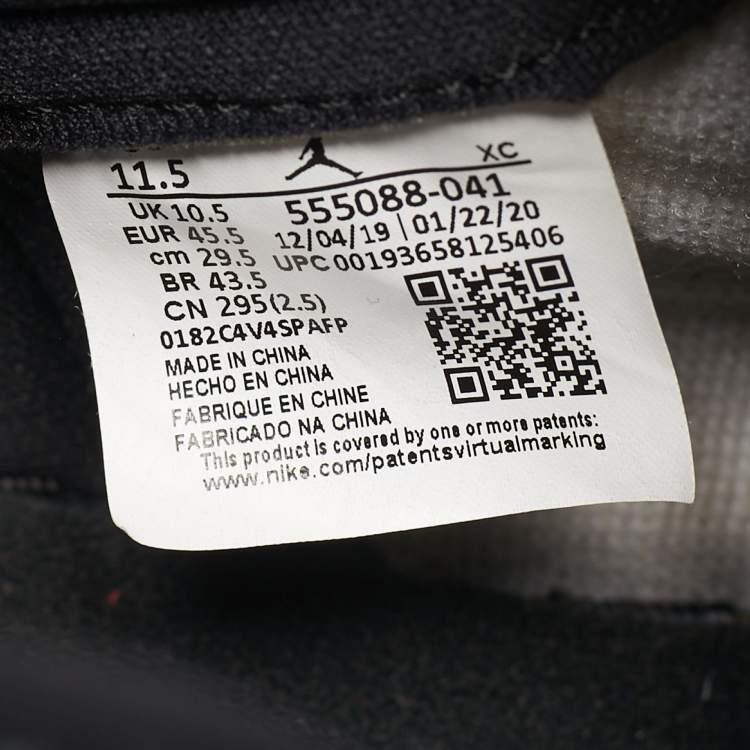 11.5
XC
UK 10.5
EUR 45.5
cm 29.5
BR 43.5
CN 295(2.5)
555088-041
12/04/19 | 01/22/20
UPC 00193658125406
0182C4V4SPAFP
MADE IN CHINA
HECHO EN CHINA
FABRIQUE EN CHINE
FABRICADO NA CHINA
This product is covered by one or more patents:
www.nike.com/patentsvirtualmarking